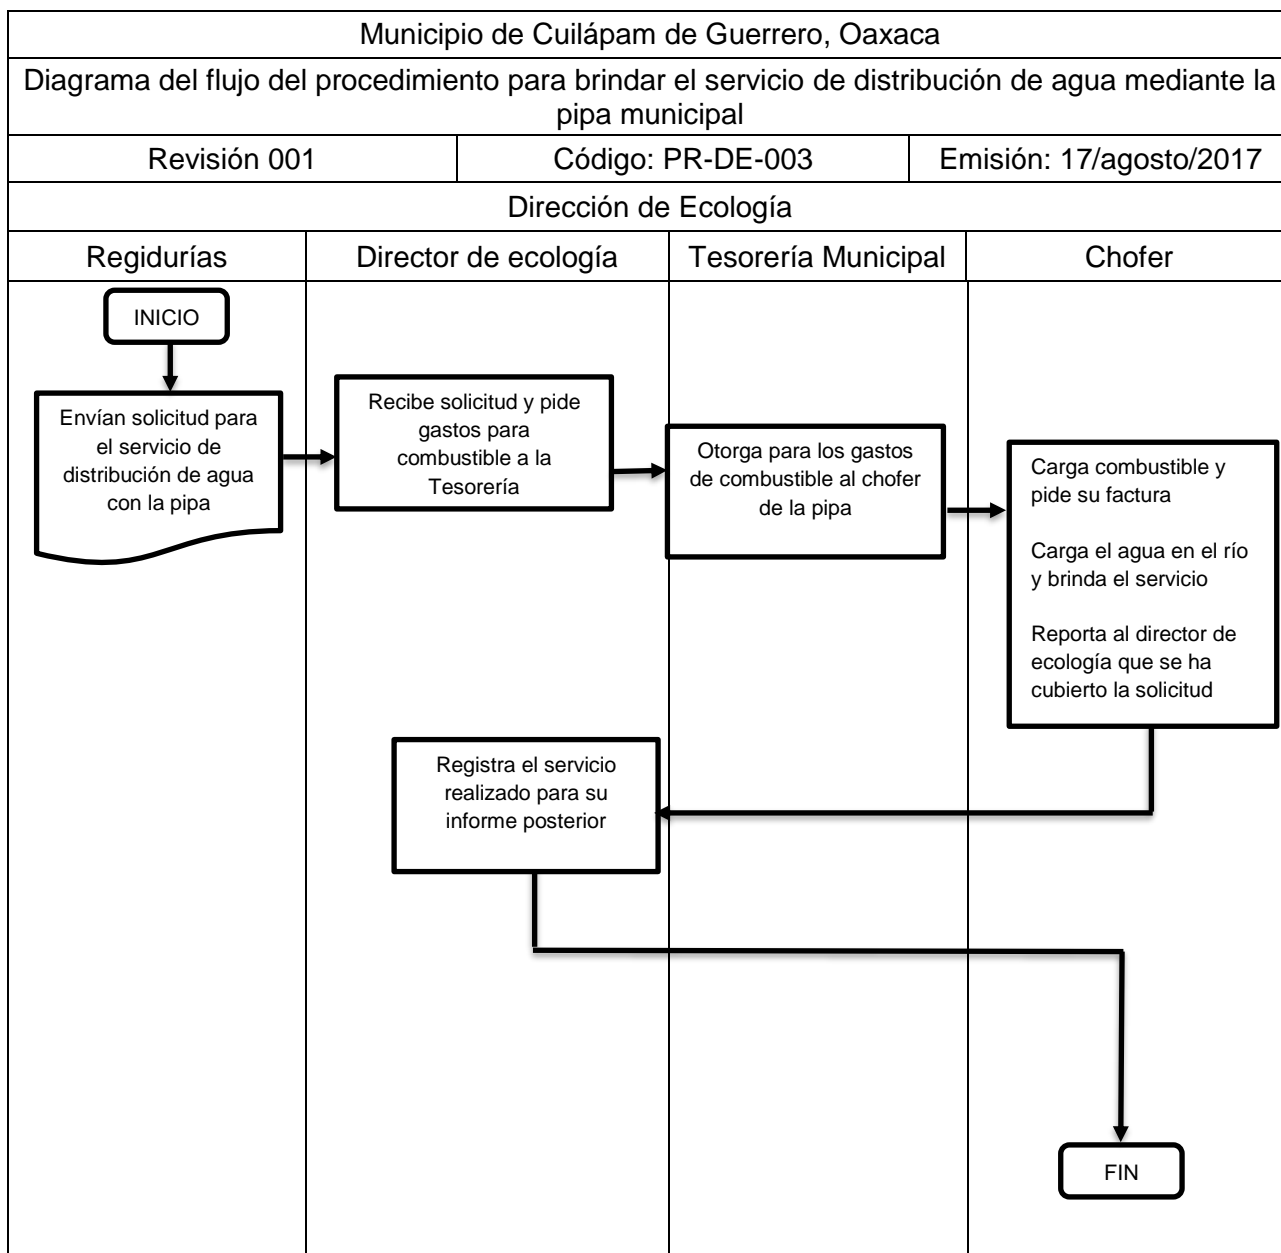 Municipio de Cuilápam de Guerrero, Oaxaca
Diagrama del flujo del procedimiento para brindar el servicio de distribución de agua mediante la
pipa municipal
Revisión 001
Código: PR-DE-003
Emisión: 17/agosto/2017
Dirección de Ecología
Regidurías
Director de ecología
Tesorería Municipal
Chofer
INICIO
Envían solicitud para
el servicio de
distribución de agua
con la pipa
Recibe solicitud y pide
gastos para
combustible a la
Tesorería
Otorga para los gastos
de combustible al chofer
de la pipa
Carga combustible y
pide su factura
Carga el agua en el río
y brinda el servicio
Reporta al director de
ecología que se ha
cubierto la solicitud
Registra el servicio
realizado para su
informe posterior
FIN